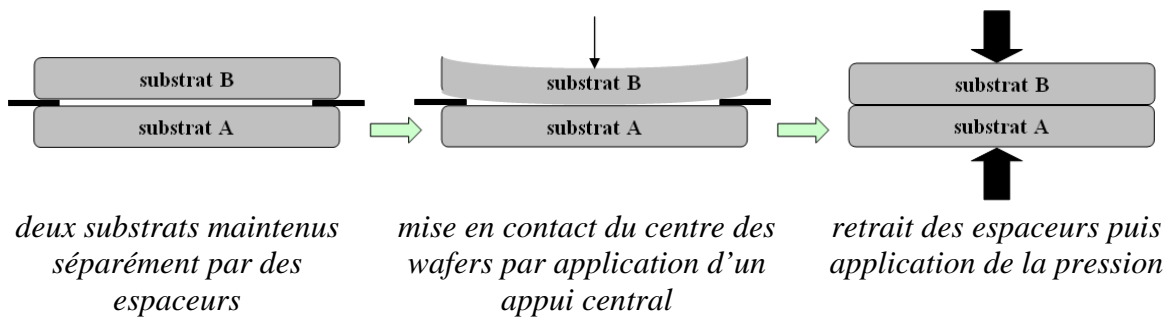 substrat B
substrat A
substrat B
substrat A
substrat B
substrat A
deux substrats maintenus
séparément par des
espaceurs
mise en contact du centre des
wafers par application d'un
appui central
retrait des espaceurs puis
application de la pression